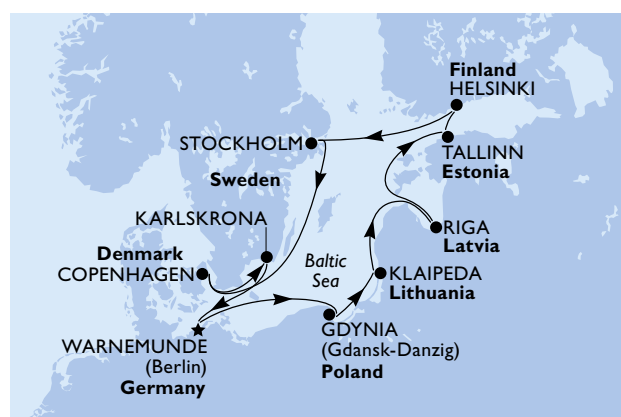 Finland
HELSINKI
STOCKHOLM
TALLINN
Estonia
Sweden
KARLSKRONA
RIGA
Latvia
Denmark
COPENHAGEN
Baltic
Sea
KLAIPEDA
Lithuania
GDYNIA
(Gdansk-Danzig)
Poland
WARNEMUNDE
(Berlin)
Germany